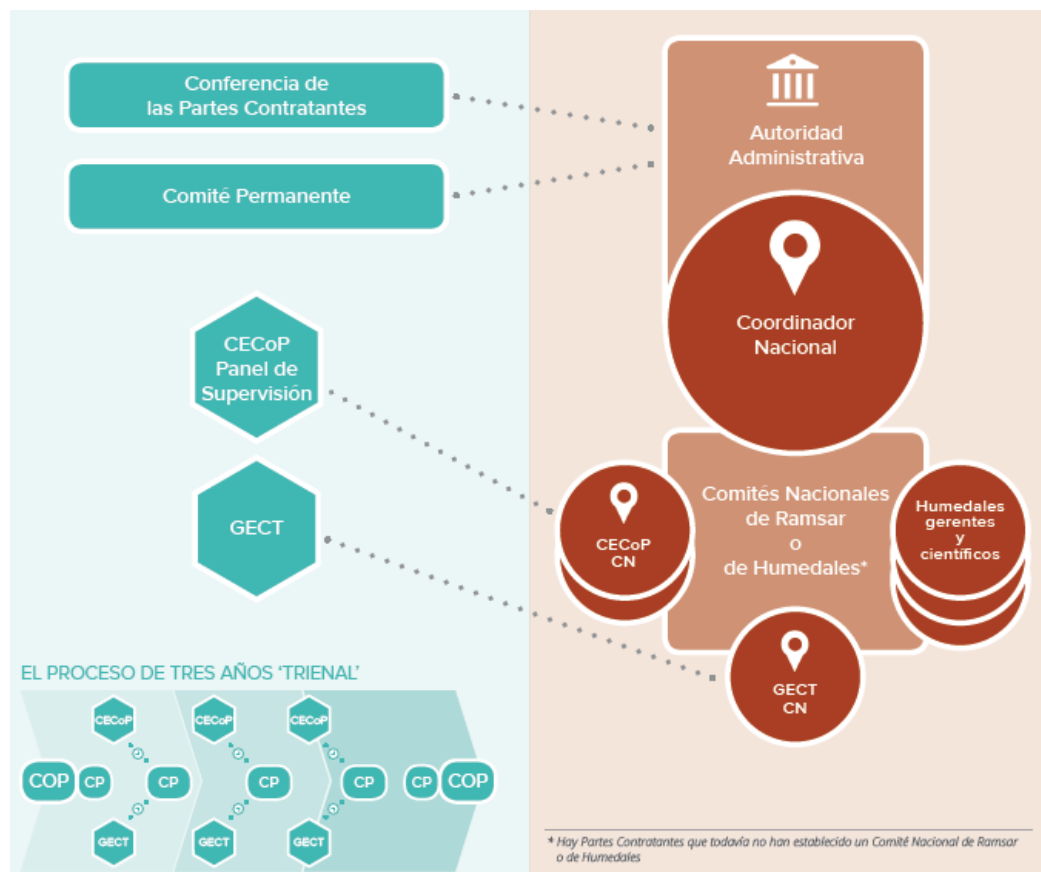 Conferencia de
las Partes Contratantes
Comité Permanente
CECoP
Panel de
Supervisión
GECT
Autoridad
Administrativa
Coordinador
Nacional
Comités Nacionales
de Ramsar
o
de Humedales*
CECoP
CN
Humedales
gerentes
y
científicos
GECT
CN
EL PROCESO DE TRES AÑOS ‘TRIENAL’
CECoP
CECoP
CECoP
COP
CP
CP
CP
CP
CP
COP
GECT
GECT
GECT
* Hay Partes Contratantes que todavía no han establecido un Comité Nacional de Ramsar
o de Humedales